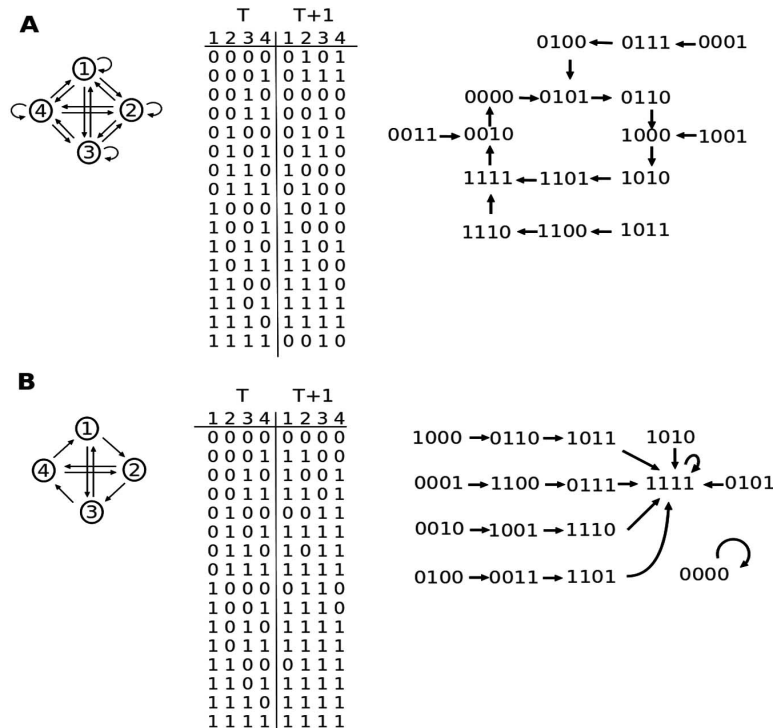 A
1
4 2
3
T T+1
1 2 3 4 1 2 3 4
0 0 0 0 0 1 0 1
0 0 0 1 0 1 1 1
0 0 1 0 0 0 0 0
0 0 1 1 0 0 1 0
0 1 0 0 0 1 0 1
0 1 0 1 0 1 1 0
0 1 1 0 1 0 0 0
0 1 1 1 0 1 0 0
1 0 0 0 1 0 1 0
1 0 0 1 1 0 0 0
1 0 1 0 1 1 0 1
1 0 1 1 1 1 0 0
1 1 0 0 1 1 1 0
1 1 0 1 1 1 1 1
1 1 1 0 1 1 1 1
1 1 1 1 0 0 1 0
0100 0111 0001
0000 0101 0110
0011 0010 1000 1001
1111 1101 1010
1110 1100 1011
B
1
4 2
3
T T+1
1 2 3 4 1 2 3 4
0 0 0 0 0 0 0 0
0 0 0 1 1 1 0 0
0 0 1 0 1 0 0 1
0 0 1 1 1 1 0 1
0 1 0 0 0 0 1 1
0 1 0 1 1 1 1 1
0 1 1 0 1 0 1 1
0 1 1 1 1 1 1 1
1 0 0 0 0 1 1 0
1 0 0 1 1 1 1 0
1 0 1 0 1 1 1 1
1 0 1 1 1 1 1 1
1 1 0 0 0 1 1 1
1 1 0 1 1 1 1 1
1 1 1 0 1 1 1 1
1 1 1 1 1 1 1 1
1000 0110 1011 1010
0001 1100 0111 1111 0101
0010 1001 1110
0100 0011 1101 0000